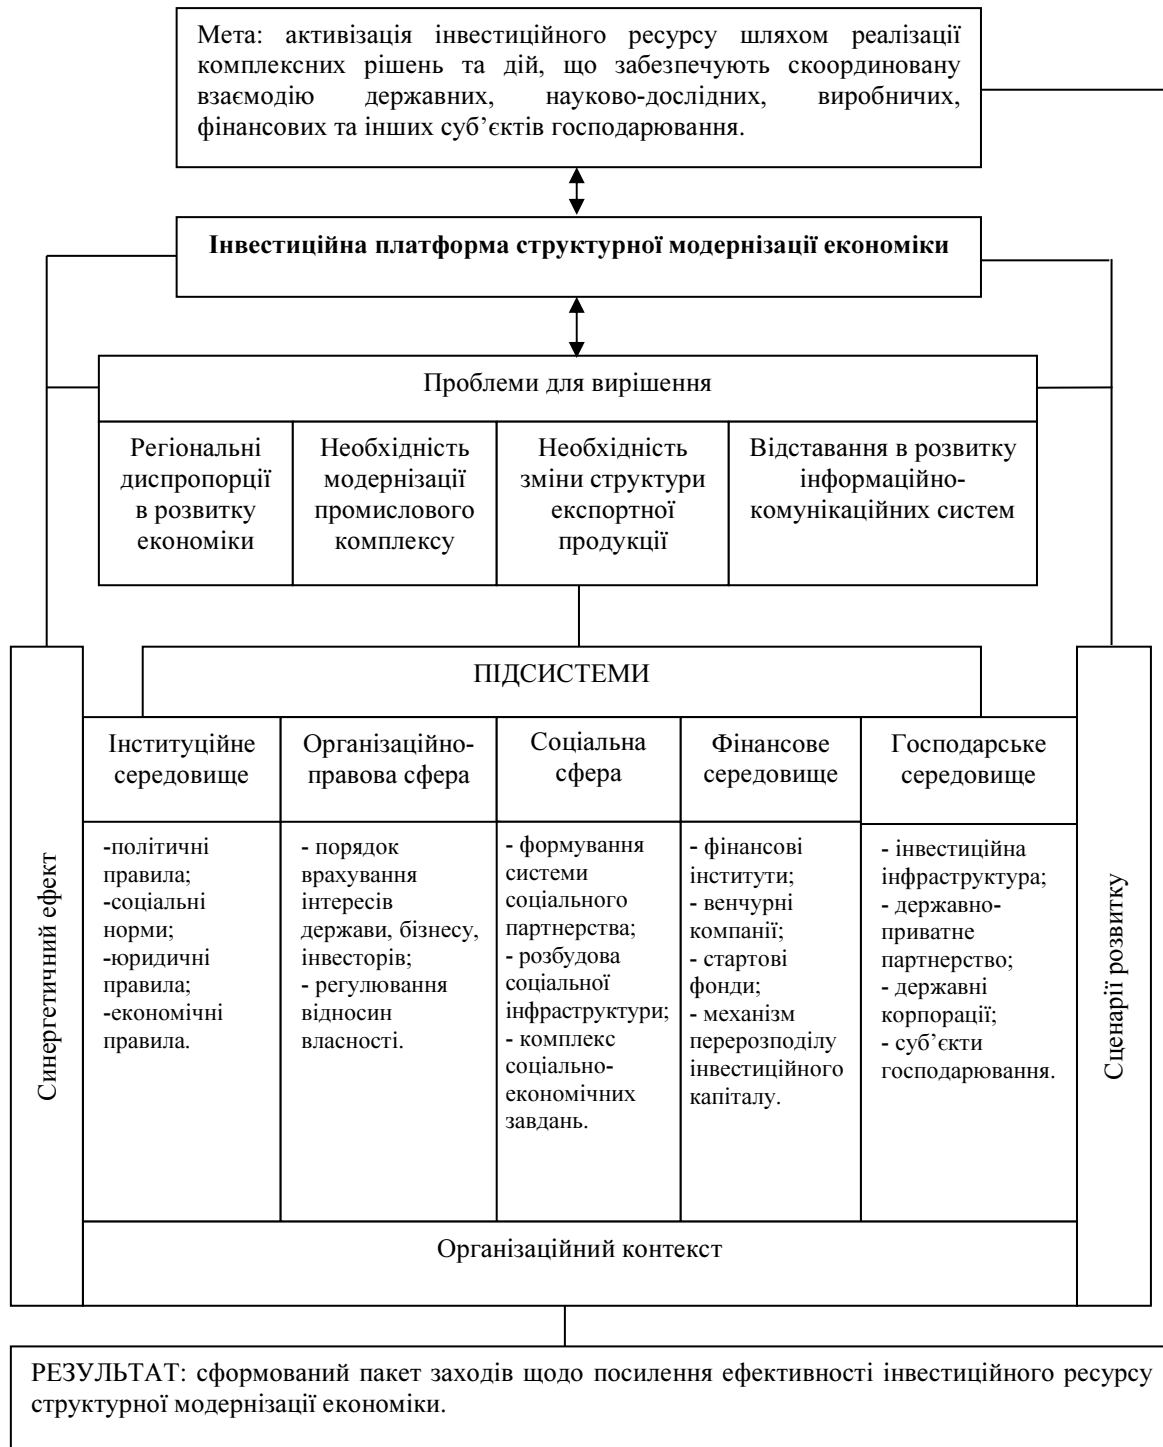 Мета: активізація інвестиційного ресурсу шляхом реалізації
комплексних рішень та дій, що забезпечують скоординовану
взаємодію державних, науково-дослідних, виробничих,
фінансових та інших суб’єктів господарювання.
Інвестиційна платформа структурної модернізації економіки
Проблеми для вирішення
Регіональні
диспропорції
в розвитку
економіки
Необхідність
модернізації
промислового
комплексу
Необхідність
зміни структури
експортної
продукції
Відставання в розвитку
інформаційно-
комунікаційних систем
Синергетичний ефект
ПІДСИСТЕМИ
Інституційне
середовище
-політичні
правила;
-соціальні
норми;
-юридичні
правила;
-економічні
правила.
Організаційно-
правова сфера
- порядок
врахування
інтересів
держави, бізнесу,
інвесторів;
- регулювання
відносин
власності.
Соціальна
сфера
- формування
системи
соціального
партнерства;
- розбудова
соціальної
інфраструктури;
- комплекс
соціально-
економічних
завдань.
Фінансове
середовище
- фінансові
інститути;
- венчурні
компанії;
- стартові
фонди;
- механізм
перерозподілу
інвестиційного
капіталу.
Господарське
середовище
- інвестиційна
інфраструктура;
- державно-
приватне
партнерство;
- державні
корпорації;
- суб’єкти
господарювання.
Сценарії розвитку
Організаційний контекст
РЕЗУЛЬТАТ: сформований пакет заходів щодо посилення ефективності інвестиційного ресурсу
структурної модернізації економіки.